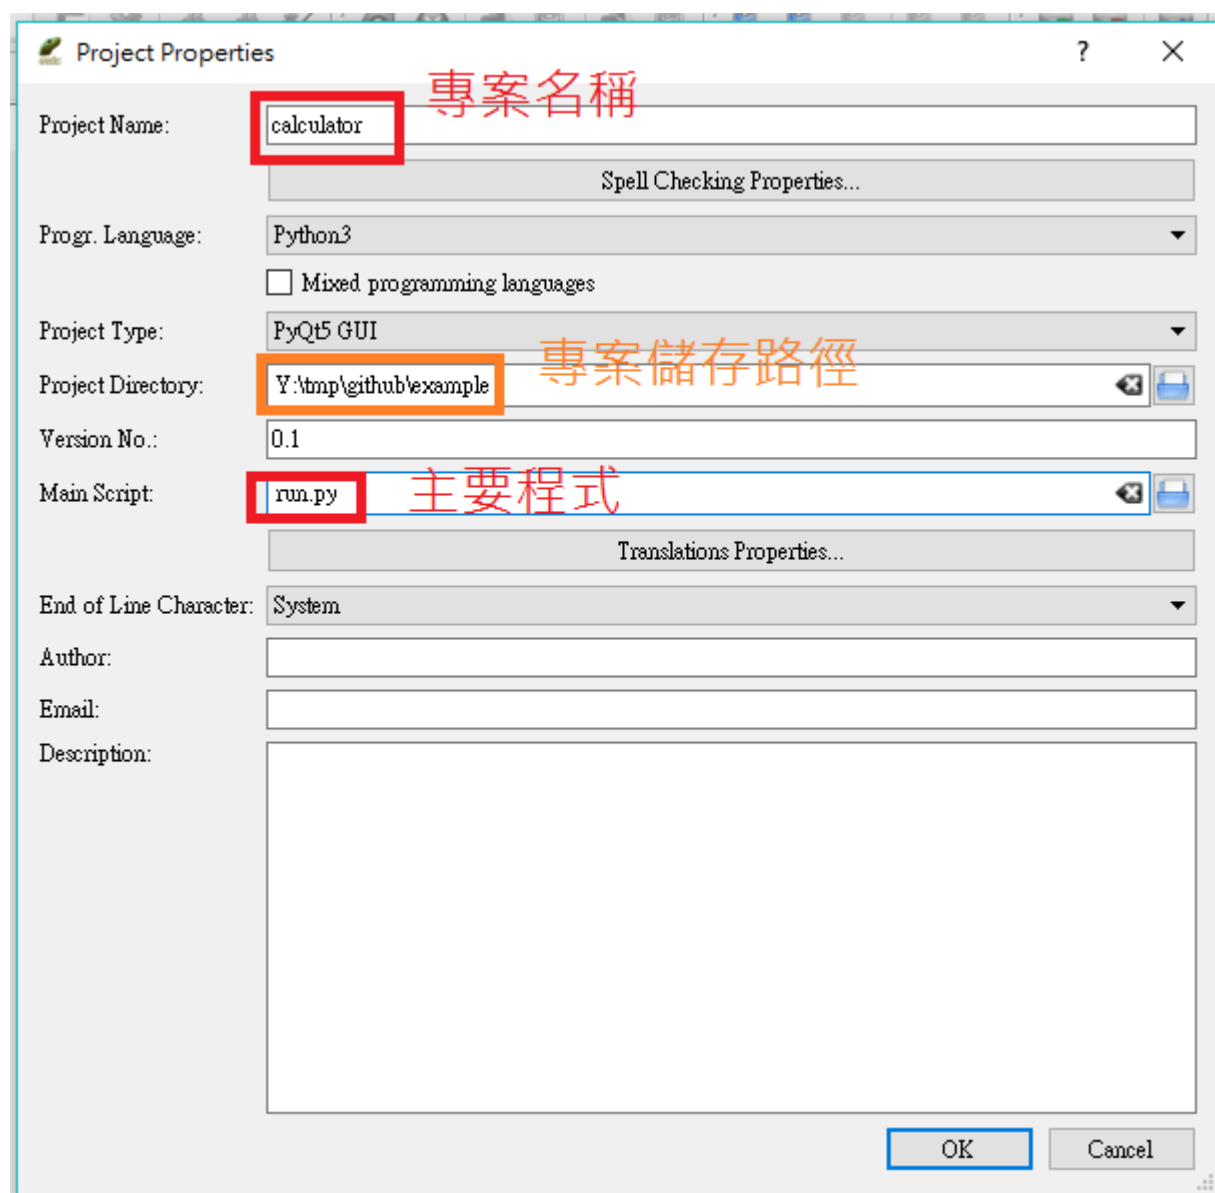 Project Properties
?
專案名稱
Project Name:
calculator
Spell Checking Properties...
Progr. Language:
Python3
Mixed programming languages
Project Type:
PyQt5 GUI
專案儲存路徑
Project Directory:
Y:\tmp\github\example
Version No.:
0.1
Main Script:
run.py
主要程式
Translations Properties...
End of Line Character:
System
Author:
Email:
Description:
OK
Cancel